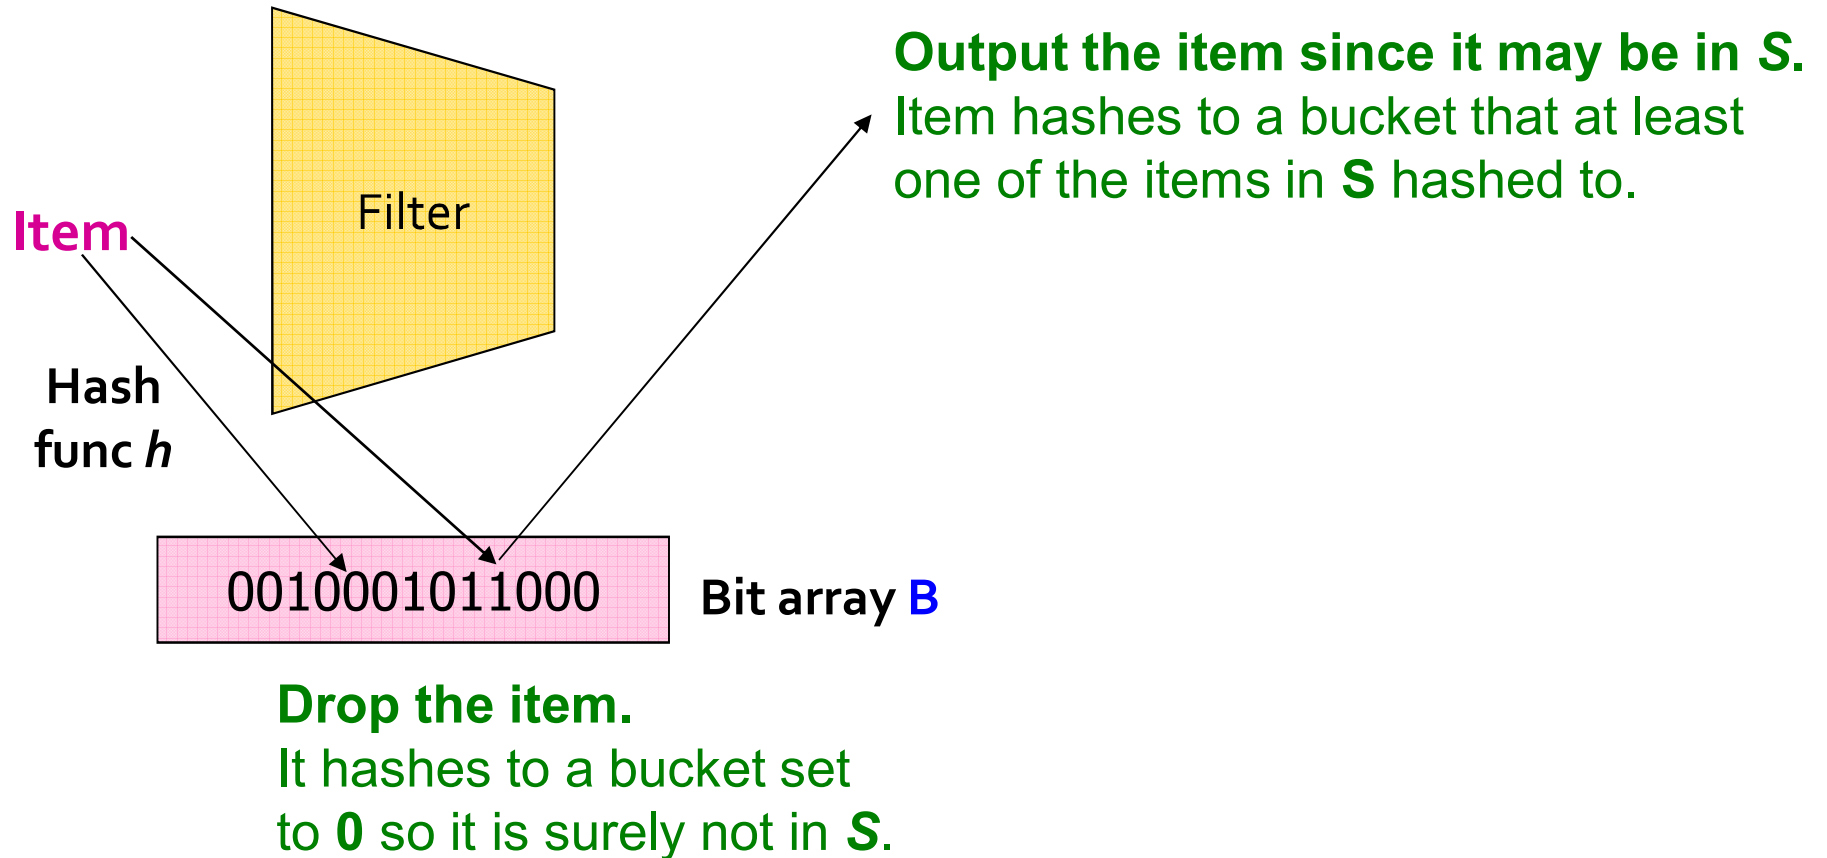 Output the item since it may be in S.
Item hashes to a bucket that at least
one of the items in S hashed to.
Filter
Item
Hash
func h
0010001011000
Bit array B
Drop the item.
It hashes to a bucket set
to 0 so it is surely not in S.